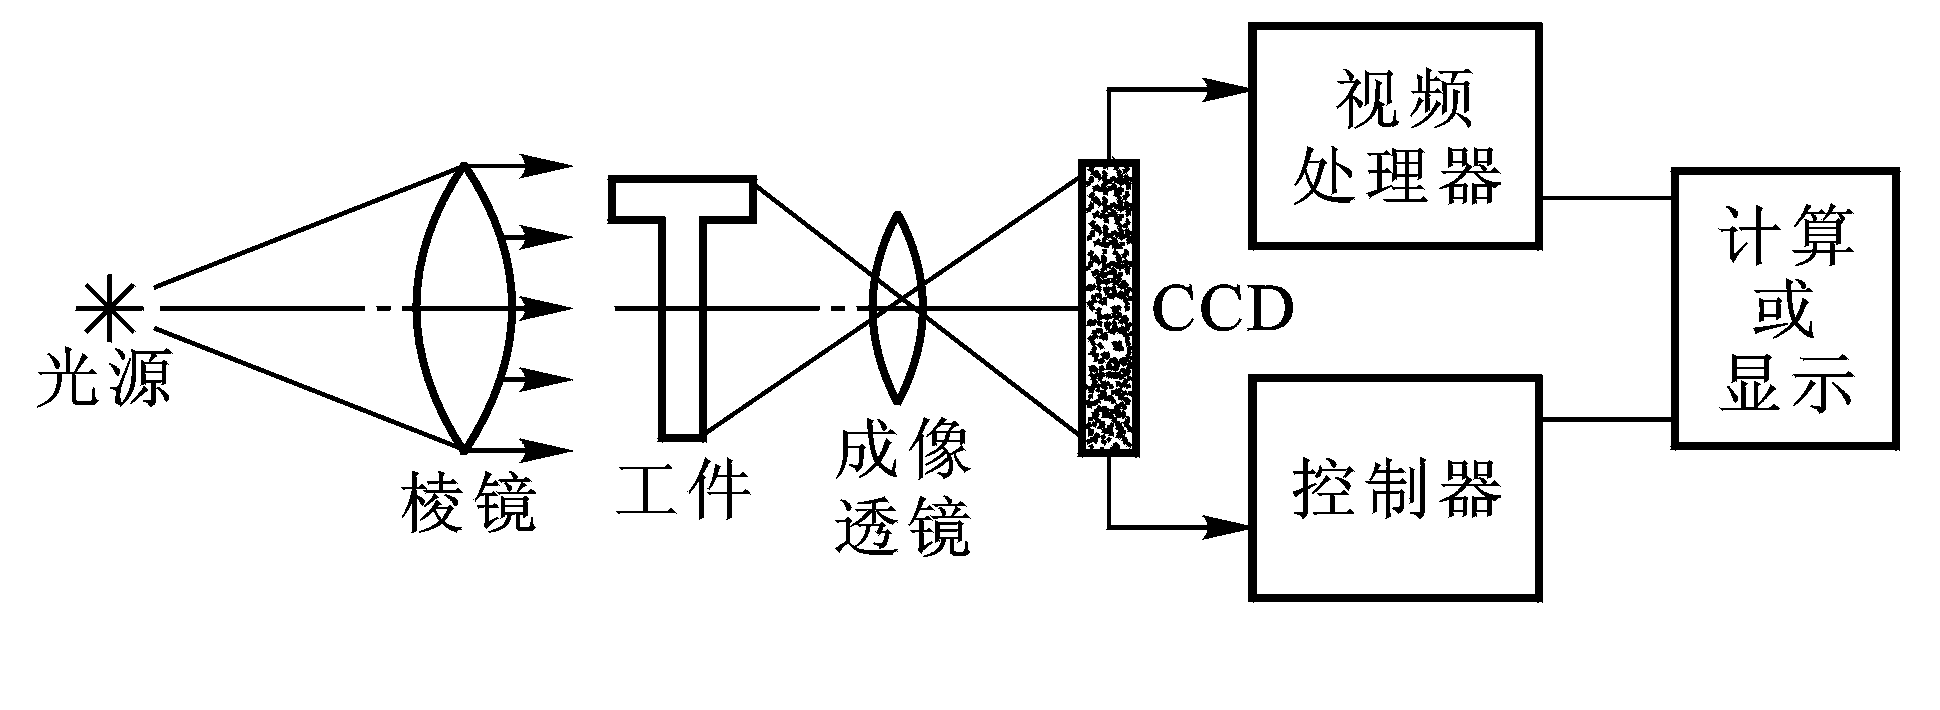 光源
棱镜
工件
成像
透镜
CCD
视频
处理器
控制器
计算
或
显示